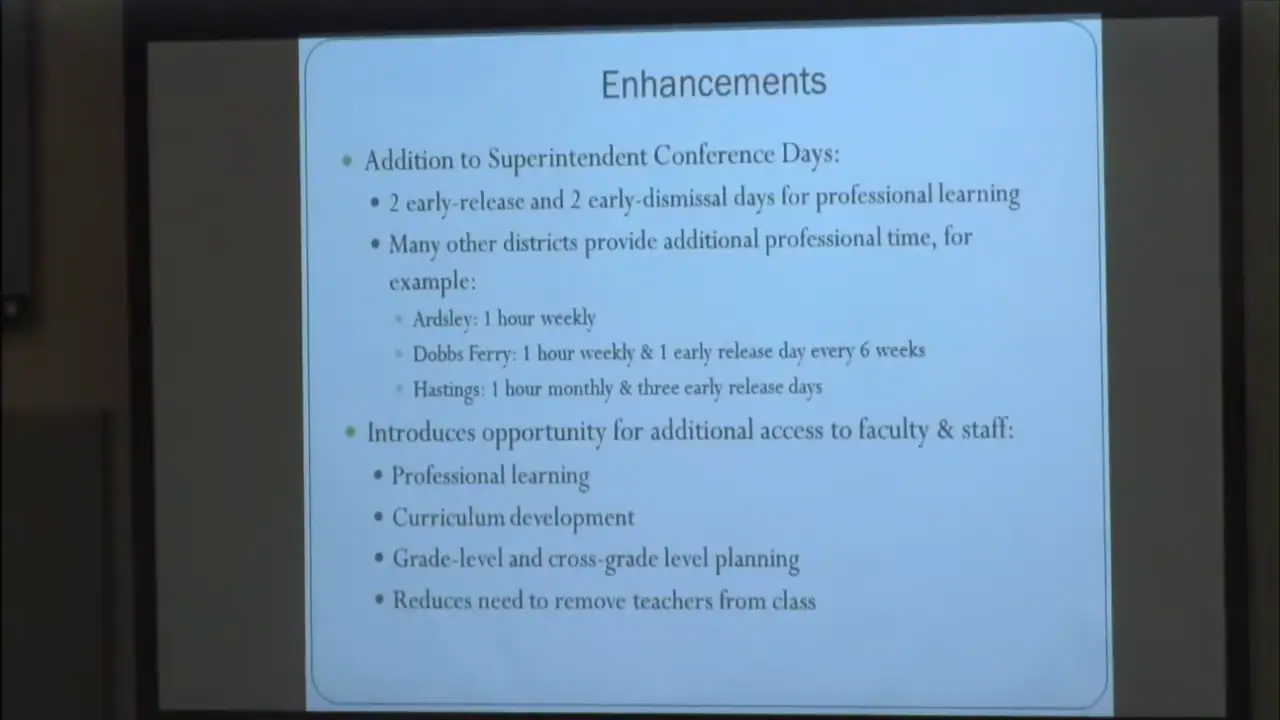 Enhancements
• Addition to Superintendent Conference Days:
• 2 early-release and 2 early-dismissal days for professional learning
• Many other districts provide additional professional time, for
example:
• Ardsley: 1 hour weekly
• Dobbs Ferry: 1 hour weekly & 1 early release day every 6 weeks
• Hastings: 1 hour monthly & three early release days
• Introduces opportunity for additional access to faculty & staff:
• Professional learning
• Curriculum development
• Grade-level and cross-grade level planning
• Reduces need to remove teachers from class